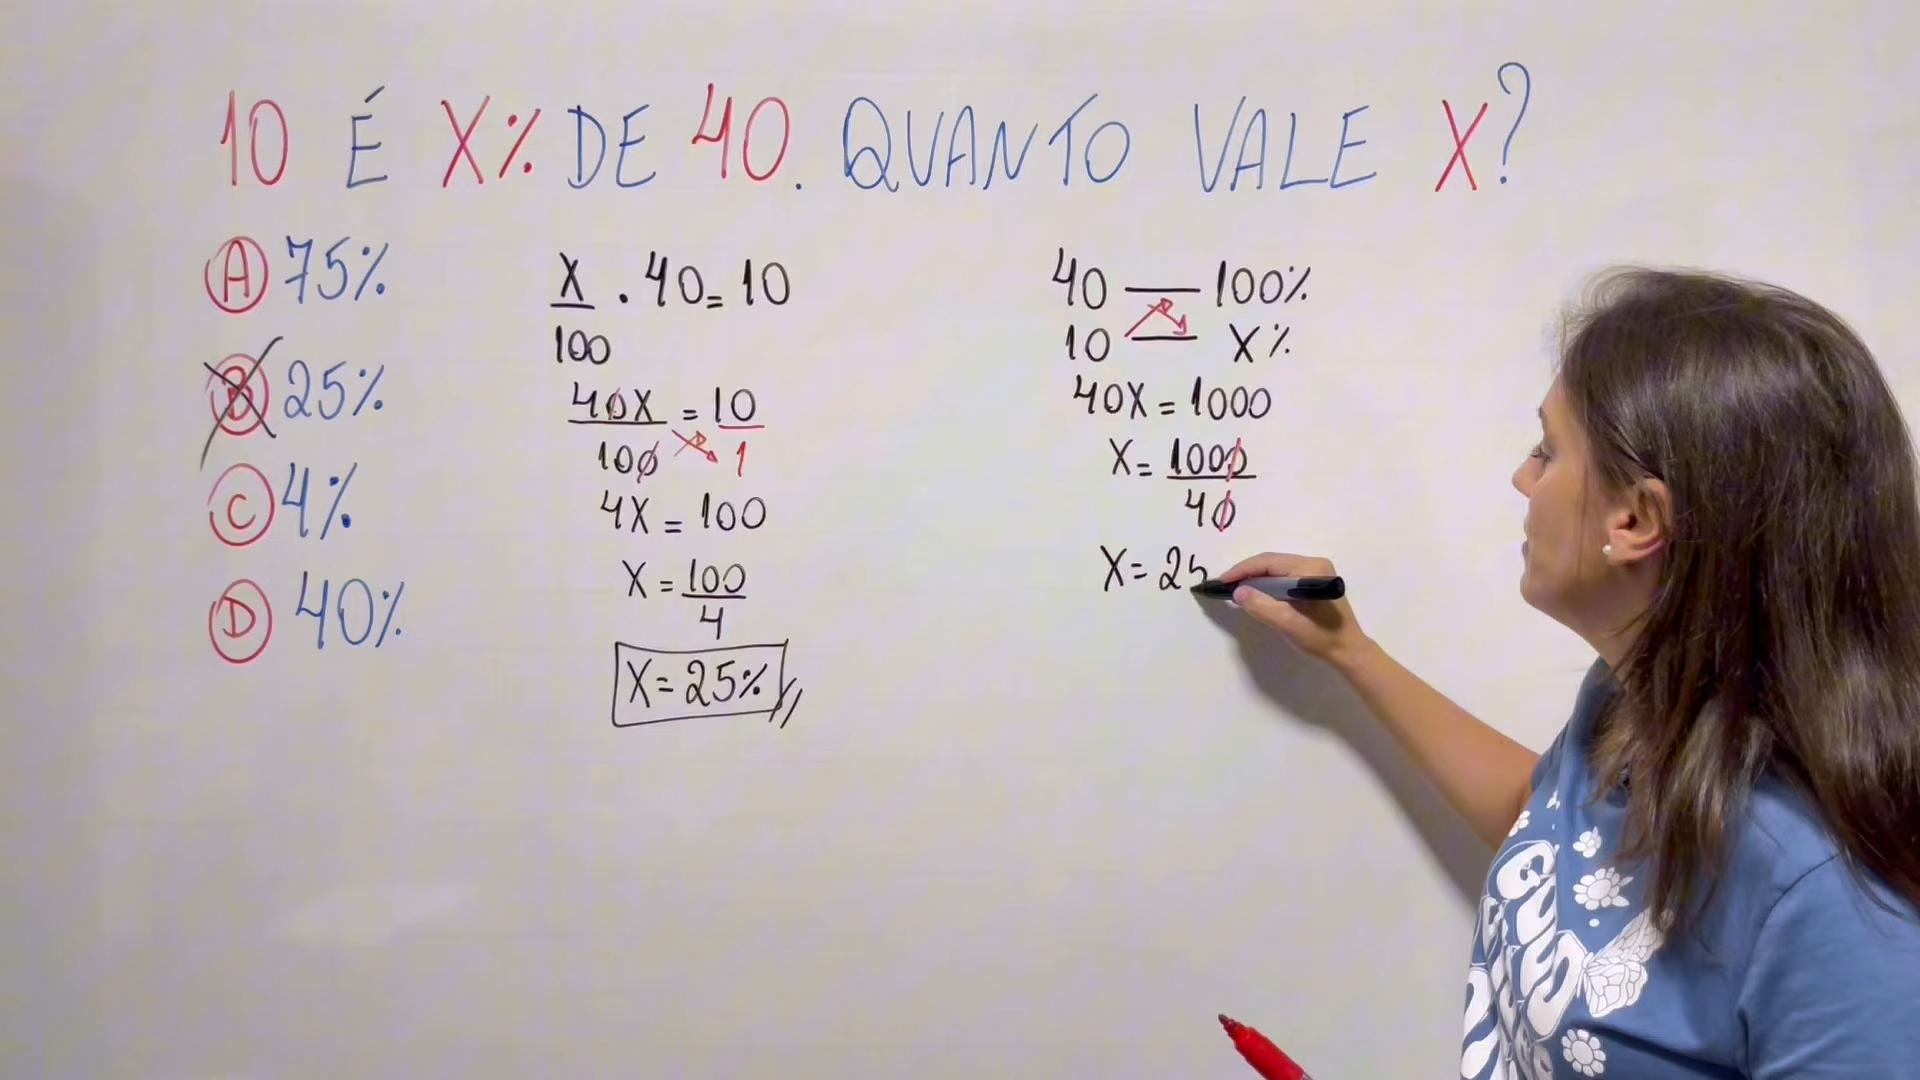 10 É X% DE 40. QUANTO VALE X?
A 75%
B 25%
C 4%
D 40%
X/100 . 40 = 10
40X/100 = 10/1
4X = 100
X = 100/4
X = 25%
40 — 100%
10 — X%
40X = 1000
X = 1000/40
X = 25